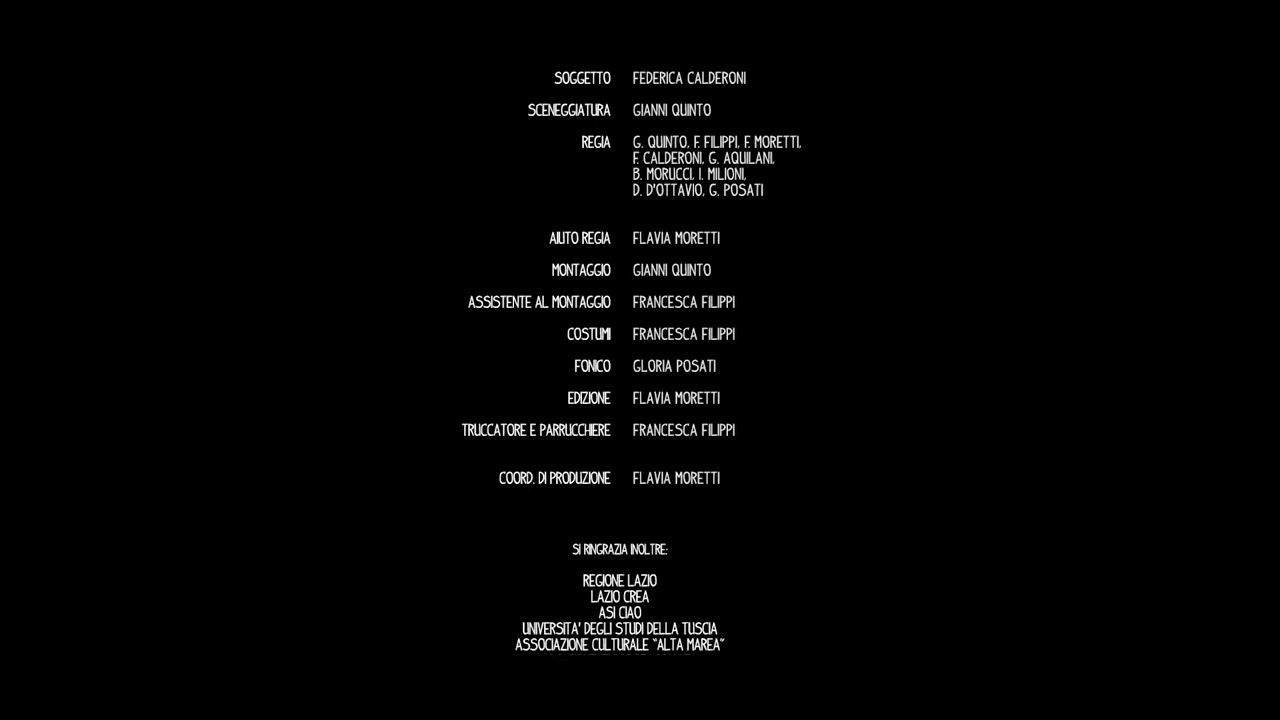 SOGGETTO FEDERICA CALDERONI
SCENEGGIATURA GIANNI QUINTO
REGIA G. QUINTO, F. FILIPPI, F. MORETTI,
F. CALDERONI, G. AQUILANI,
B. MORUCCI, I. MILIONI,
D. D'OTTAVIO, G. POSATI
AIUTO REGIA FLAVIA MORETTI
MONTAGGIO GIANNI QUINTO
ASSISTENTE AL MONTAGGIO FRANCESCA FILIPPI
COSTUMI FRANCESCA FILIPPI
FONICO GLORIA POSATI
EDIZIONE FLAVIA MORETTI
TRUCCATORE E PARRUCCHIERE FRANCESCA FILIPPI
COORD. DI PRODUZIONE FLAVIA MORETTI
SI RINGRAZIA INOLTRE:
REGIONE LAZIO
LAZIO CREA
ASI CIAO
UNIVERSITA' DEGLI STUDI DELLA TUSCIA
ASSOCIAZIONE CULTURALE "ALTA MAREA"